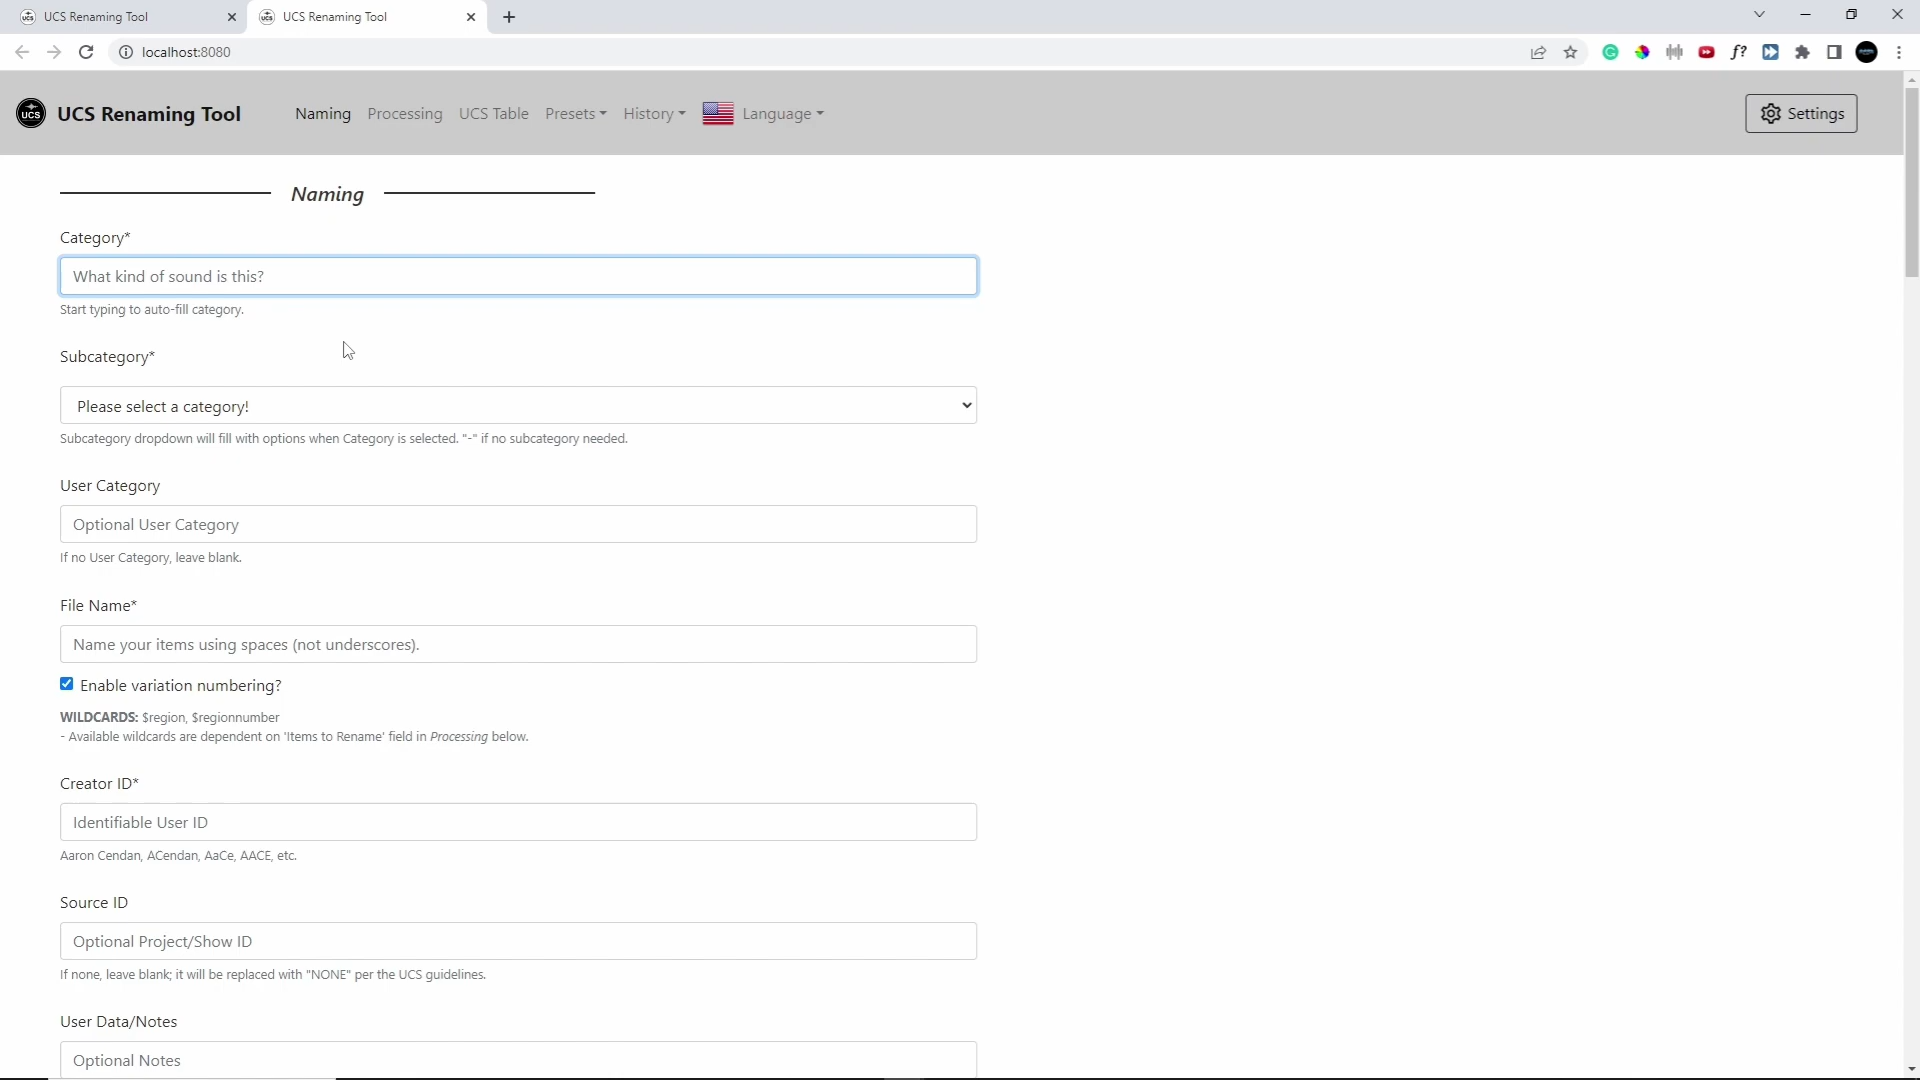 UCS Renaming Tool
UCS Renaming Tool
localhost:8080
UCS
UCS Renaming Tool
Naming
Processing
UCS Table
Presets
History
Language
Settings
Naming
Category*
What kind of sound is this?
Start typing to auto-fill category.
Subcategory*
Please select a category!
Subcategory dropdown will fill with options when Category is selected. "-" if no subcategory needed.
User Category
Optional User Category
If no User Category, leave blank.
File Name*
Name your items using spaces (not underscores).
Enable variation numbering?
WILDCARDS: $region, $regionnumber
- Available wildcards are dependent on 'Items to Rename' field in Processing below.
Creator ID*
Identifiable User ID
Aaron Cendan, ACendan, AaCe, AACE, etc.
Source ID
Optional Project/Show ID
If none, leave blank; it will be replaced with "NONE" per the UCS guidelines.
User Data/Notes
Optional Notes